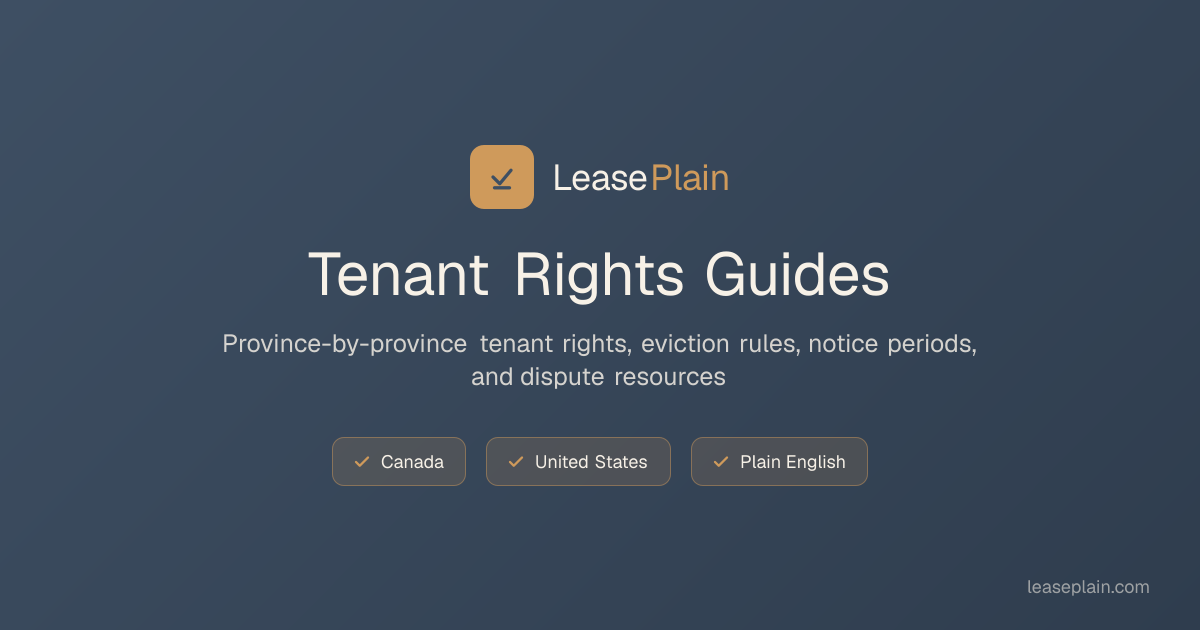 LeasePlain
Tenant Rights Guides
Province-by-province tenant rights, eviction rules, notice periods,
and dispute resources
Canada
United States
Plain English
leaseplain.com